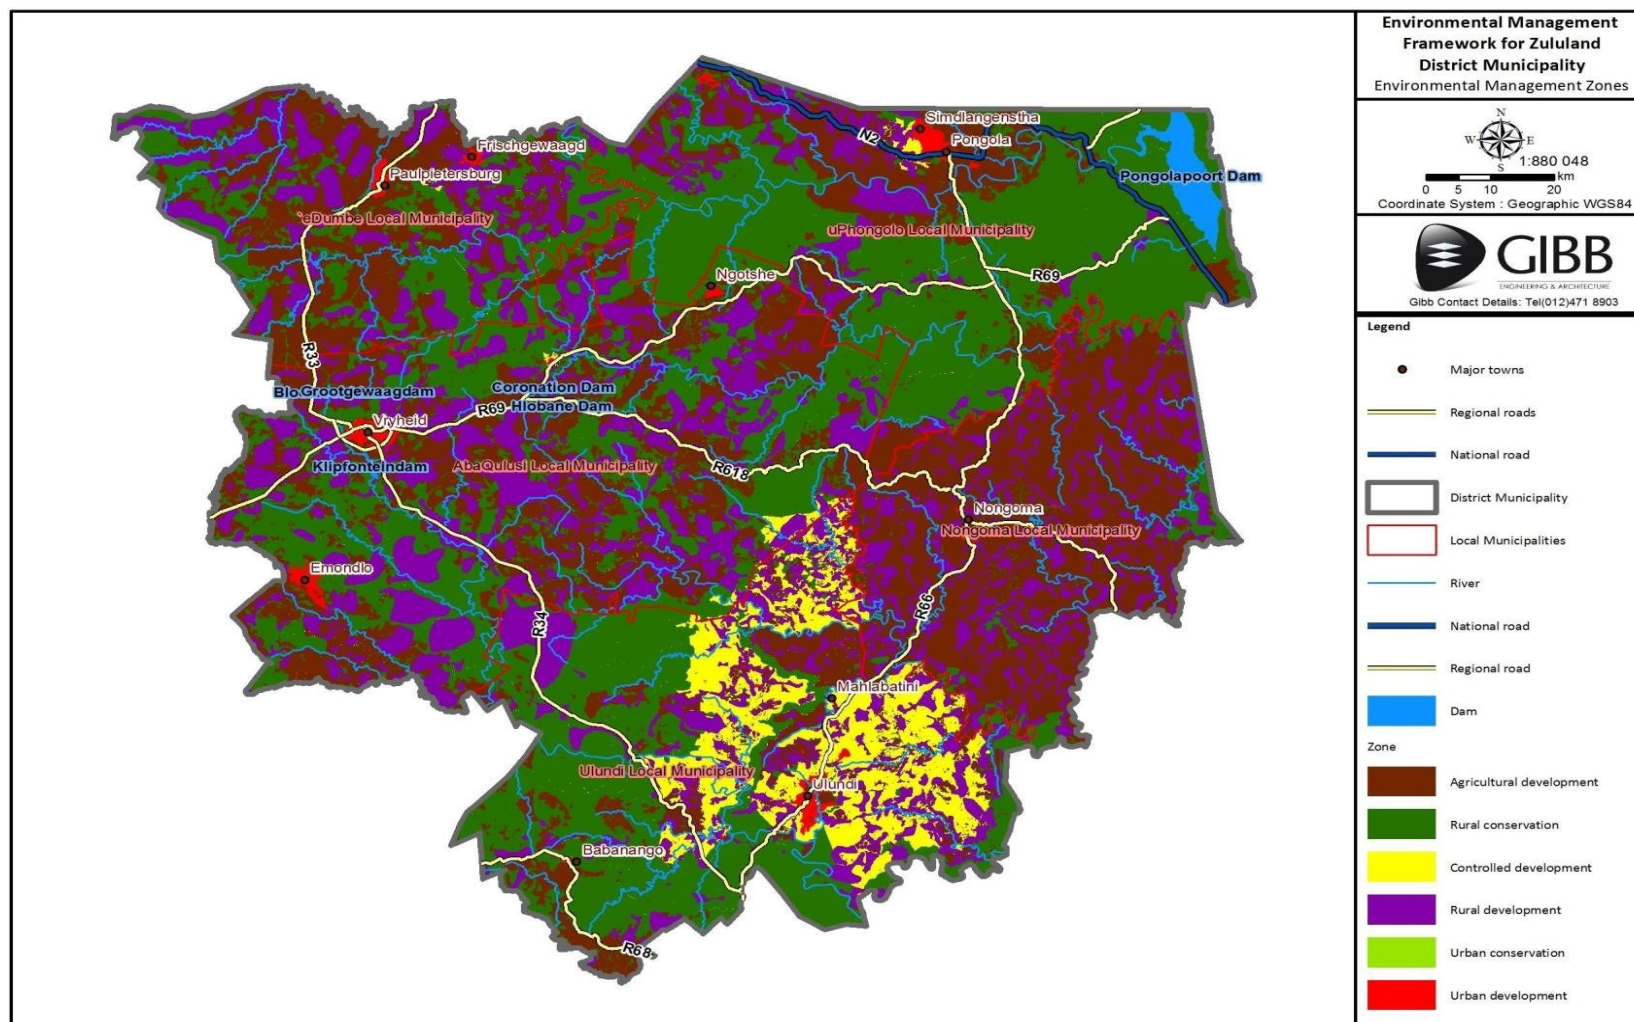 Environmental Management
Framework for Zululand
District Municipality
Environmental Management Zones
N
W E
S
1:880 048
km
0 5 10 20
Coordinate System : Geographic WGS84
GIBB
ENGINEERING & ARCHITECTURE
Gibb Contact Details: Tel(012)471 8903
Legend
Major towns
Regional roads
National road
District Municipality
Local Municipalities
River
National road
Regional road
Dam
Zone
Agricultural development
Rural conservation
Controlled development
Rural development
Urban conservation
Urban development
Simdlangenstha
N2
Pongola
Frischgewaagd
Paulpietersburg
Pongolapoort Dam
`eDumbe Local Municipality
uPhongolo Local Municipality
Ngotshe
R69
R33
Blo
Grootgewaagdam
Coronation Dam
R69
Hlobane Dam
Vryheid
Klipfonteindam
AbaQulusi Local Municipality
R618
Nongoma
Nongoma Local Municipality
Emondlo
R34
R66
Mahlabatini
Ulundi Local Municipality
Ulundi
Babanango
R68